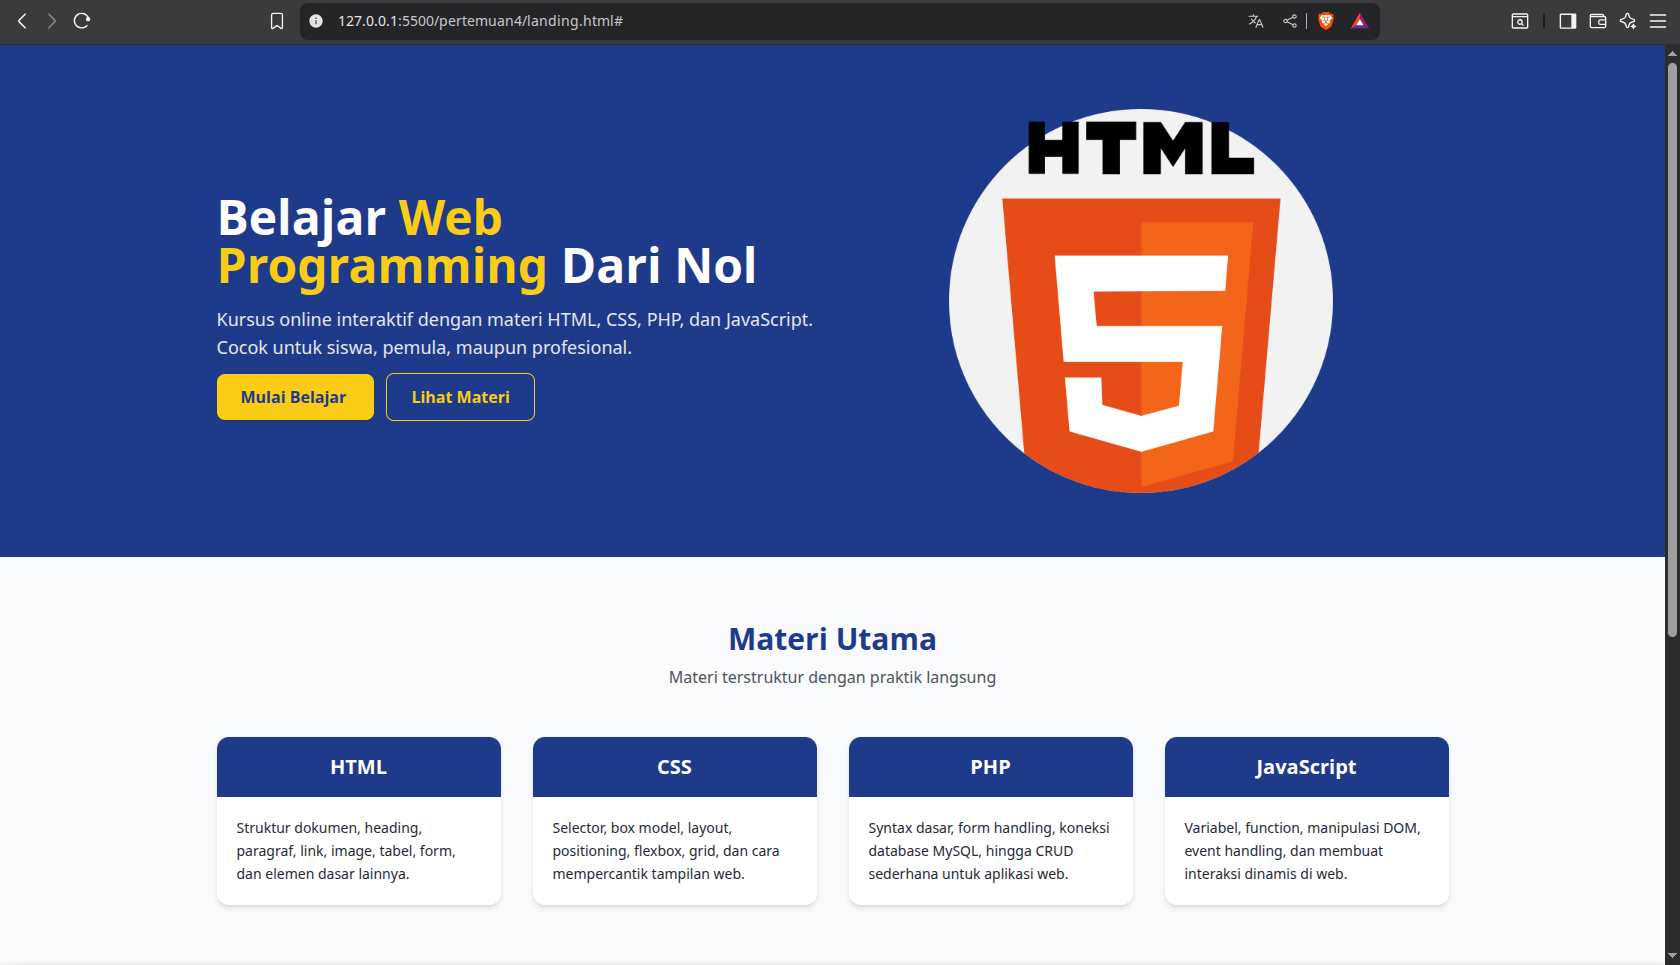 127.0.0.1:5500/pertemuan4/landing.html#
Belajar Web
Programming Dari Nol
Kursus online interaktif dengan materi HTML, CSS, PHP, dan JavaScript.
Cocok untuk siswa, pemula, maupun profesional.
Mulai Belajar
Lihat Materi
HTML
5
Materi Utama
Materi terstruktur dengan praktik langsung
HTML
Struktur dokumen, heading,
paragraf, link, image, tabel, form,
dan elemen dasar lainnya.
CSS
Selector, box model, layout,
positioning, flexbox, grid, dan cara
mempercantik tampilan web.
PHP
Syntax dasar, form handling, koneksi
database MySQL, hingga CRUD
sederhana untuk aplikasi web.
JavaScript
Variabel, function, manipulasi DOM,
event handling, dan membuat
interaksi dinamis di web.